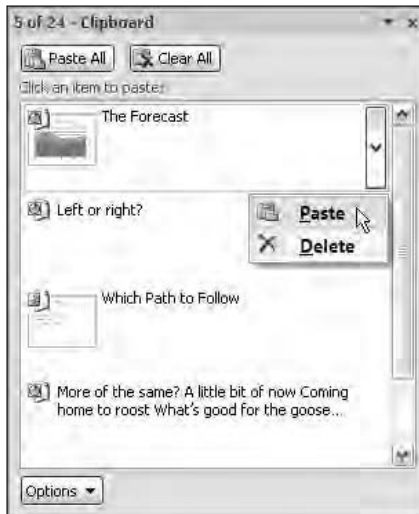 5 of 24 - Clipboard
Paste All Clear All
Click an item to paste:
The Forecast
Left or right?
Paste
Delete
Which Path to Follow
More of the same? A little bit of now Coming
home to roost What's good for the goose...
Options